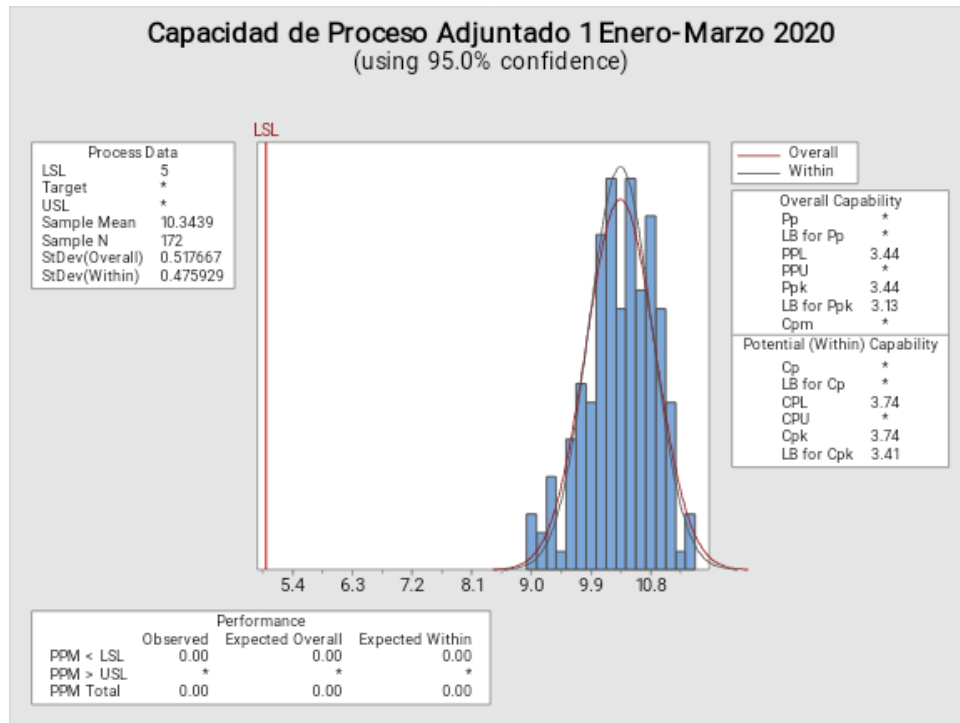 Capacidad de Proceso Adjuntado 1 Enero-Marzo 2020
(using 95.0% confidence)
LSL
Process Data
LSL 5
Target *
USL *
Sample Mean 10.3439
Sample N 172
StDev(Overall) 0.517667
StDev(Within) 0.475929
Overall
Within
Overall Capability
Pp *
LB for Pp *
PPL 3.44
PPU *
Ppk 3.44
LB for Ppk 3.13
Cpm *
Potential (Within) Capability
Cp *
LB for Cp *
CPL 3.74
CPU *
Cpk 3.74
LB for Cpk 3.41
5.4 6.3 7.2 8.1 9.0 9.9 10.8
Performance
Observed Expected Overall Expected Within
PPM < LSL 0.00 0.00 0.00
PPM > USL * * *
PPM Total 0.00 0.00 0.00